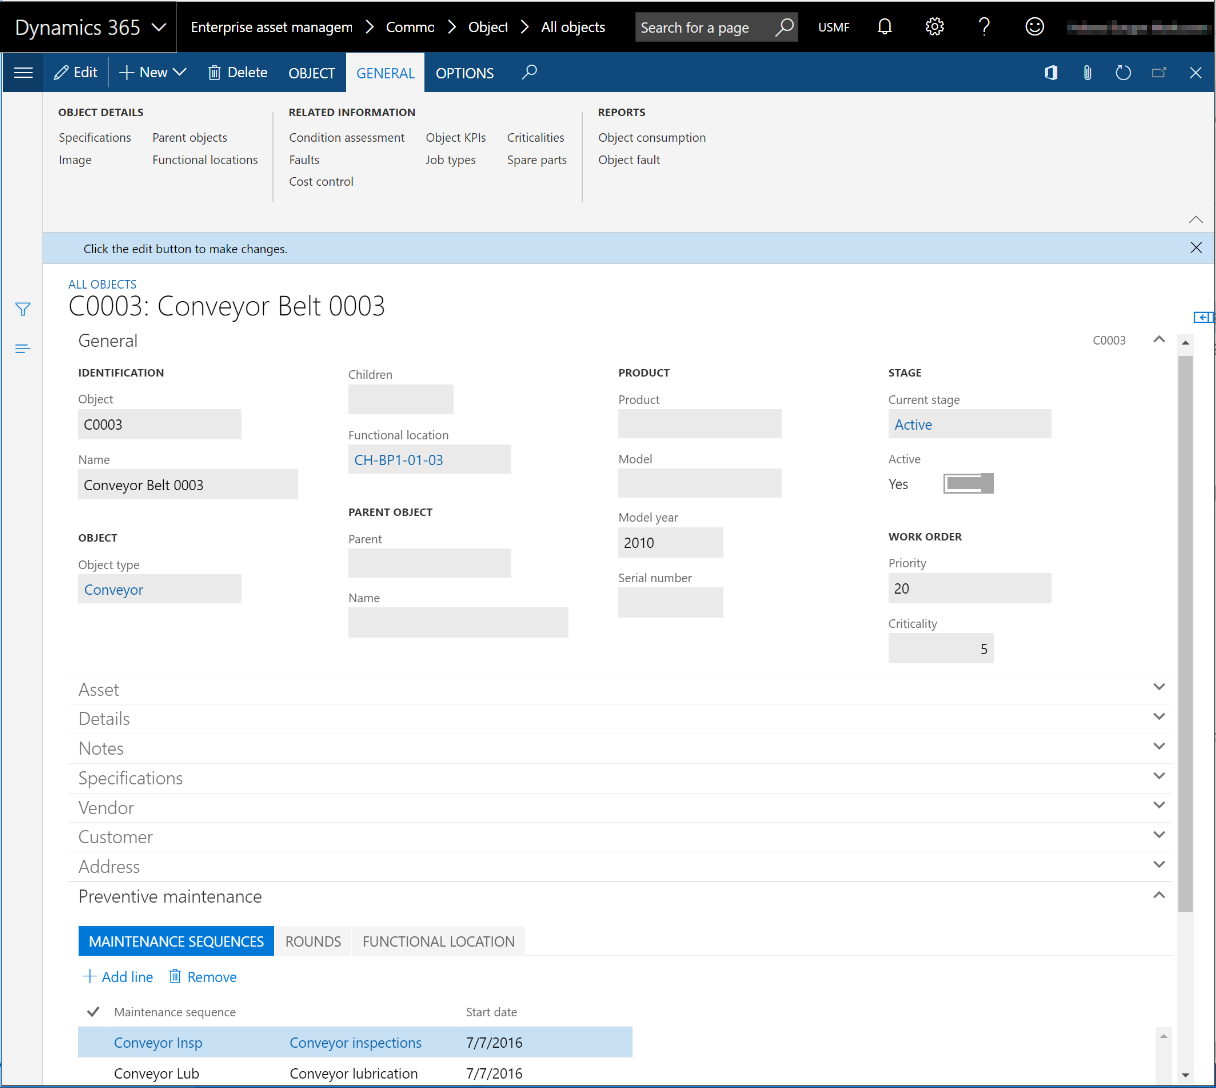 Dynamics 365 Enterprise asset managem Commo Object All objects Search for a page USMF
Edit New Delete OBJECT GENERAL OPTIONS
OBJECT DETAILS RELATED INFORMATION REPORTS
Specifications Parent objects Condition assessment Object KPIs Criticalities Object consumption
Image Functional locations Faults Job types Spare parts Object fault
Cost control
Click the edit button to make changes.
ALL OBJECTS
C0003: Conveyor Belt 0003
General C0003
IDENTIFICATION Children PRODUCT STAGE
Object Product Current stage
C0003 Active
Functional location
Name CH-BP1-01-03 Model Active
Conveyor Belt 0003 Yes
PARENT OBJECT Model year
OBJECT Parent 2010 WORK ORDER
Object type Serial number Priority
Conveyor 20
Name Criticality
5
Asset
Details
Notes
Specifications
Vendor
Customer
Address
Preventive maintenance
MAINTENANCE SEQUENCES ROUNDS FUNCTIONAL LOCATION
Add line Remove
Maintenance sequence Start date
Conveyor Insp Conveyor inspections 7/7/2016
Conveyor Lub Conveyor lubrication 7/7/2016